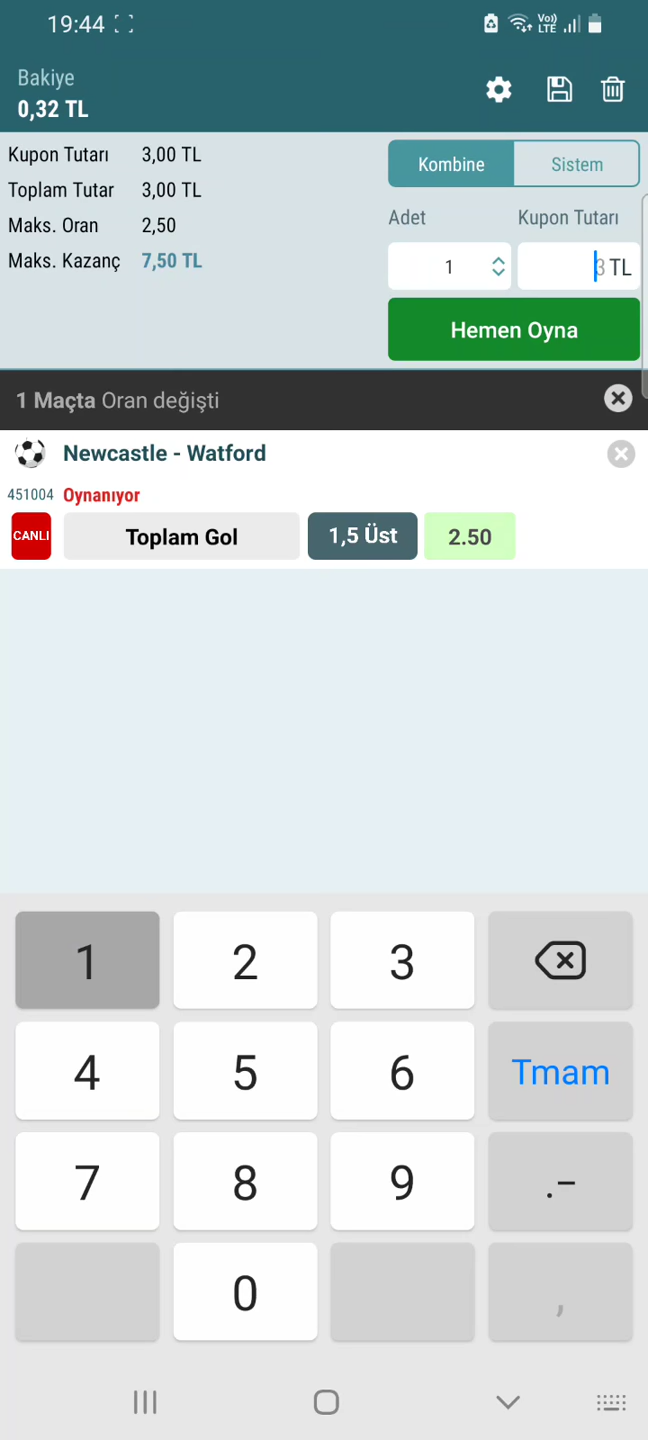 19:44
Vo))
LTE
Bakiye
0,32 TL
Kupon Tutarı 3,00 TL
Toplam Tutar 3,00 TL
Maks. Oran 2,50
Maks. Kazanç 7,50 TL
Kombine Sistem
Adet Kupon Tutarı
1 3 TL
Hemen Oyna
1 Maçta Oran değişti
Newcastle - Watford
451004 Oynanıyor
CANLI Toplam Gol 1,5 Üst 2.50
1 2 3
4 5 6 Tmam
7 8 9 .-
0 ,